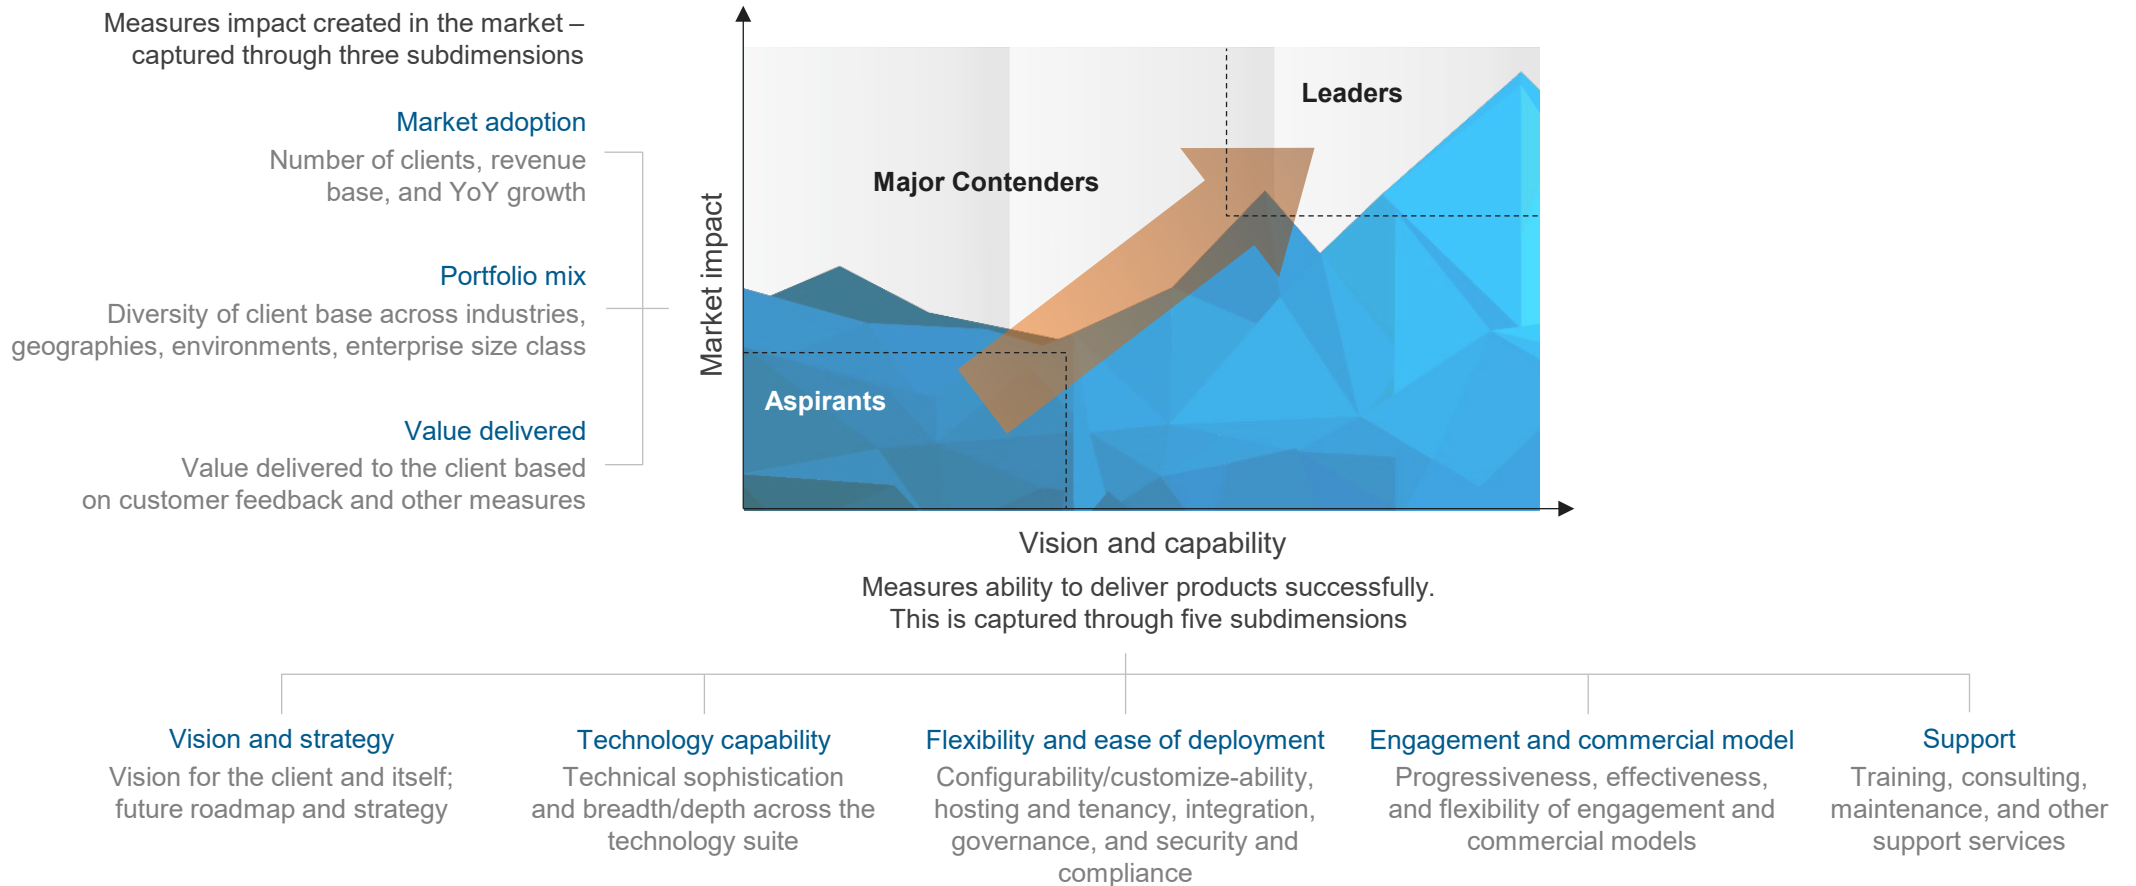 Measures impact created in the market –
captured through three subdimensions
Market adoption
Number of clients, revenue
base, and YoY growth
Portfolio mix
Diversity of client base across industries,
geographies, environments, enterprise size class
Value delivered
Value delivered to the client based
on customer feedback and other measures
Market impact
Leaders
Major Contenders
Aspirants
Vision and capability
Measures ability to deliver products successfully.
This is captured through five subdimensions
Vision and strategy
Vision for the client and itself;
future roadmap and strategy
Technology capability
Technical sophistication
and breadth/depth across the
technology suite
Flexibility and ease of deployment
Configurability/customize-ability,
hosting and tenancy, integration,
governance, and security and
compliance
Engagement and commercial model
Progressiveness, effectiveness,
and flexibility of engagement and
commercial models
Support
Training, consulting,
maintenance, and other
support services